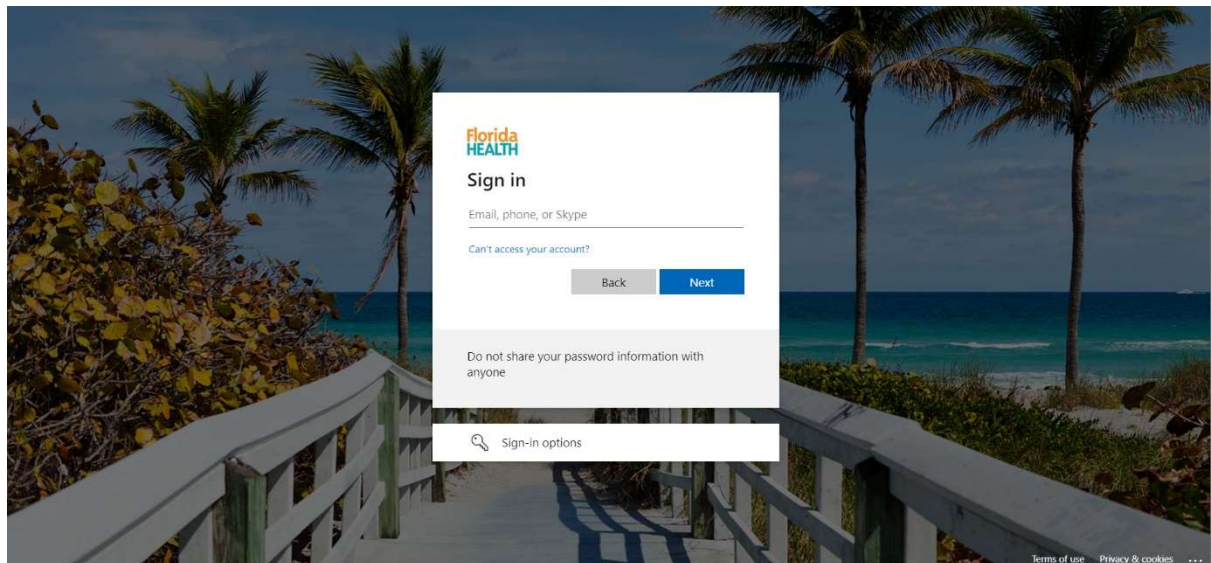 Florida
HEALTH
Sign in
Email, phone, or Skype
Can't access your account?
Back Next
Do not share your password information with
anyone
Sign-in options
Terms of use Privacy & cookies ...